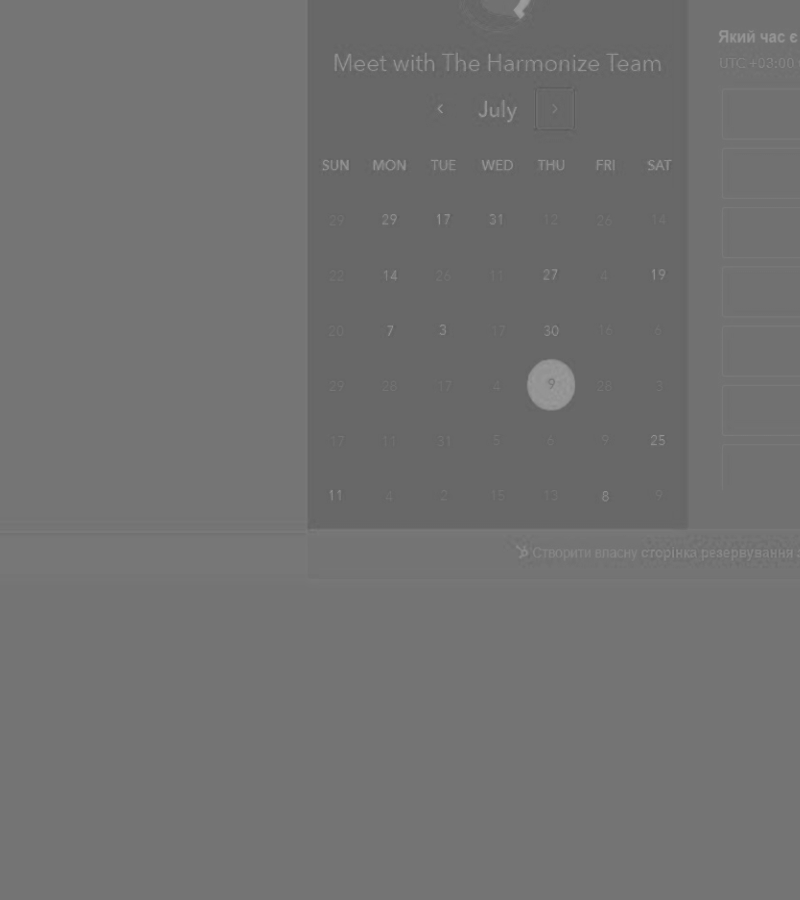 Який час є
UTC +03:00
Meet with The Harmonize Team
‹ July ›
SUN MON TUE WED THU FRI SAT
29 29 17 31 12 26 14
22 14 26 11 27 4 19
20 7 3 17 30 16 6
29 26 17 4 9 26 3
17 11 31 5 6 9 25
11 4 2 15 13 8 9
Створити власну сторінка резервування